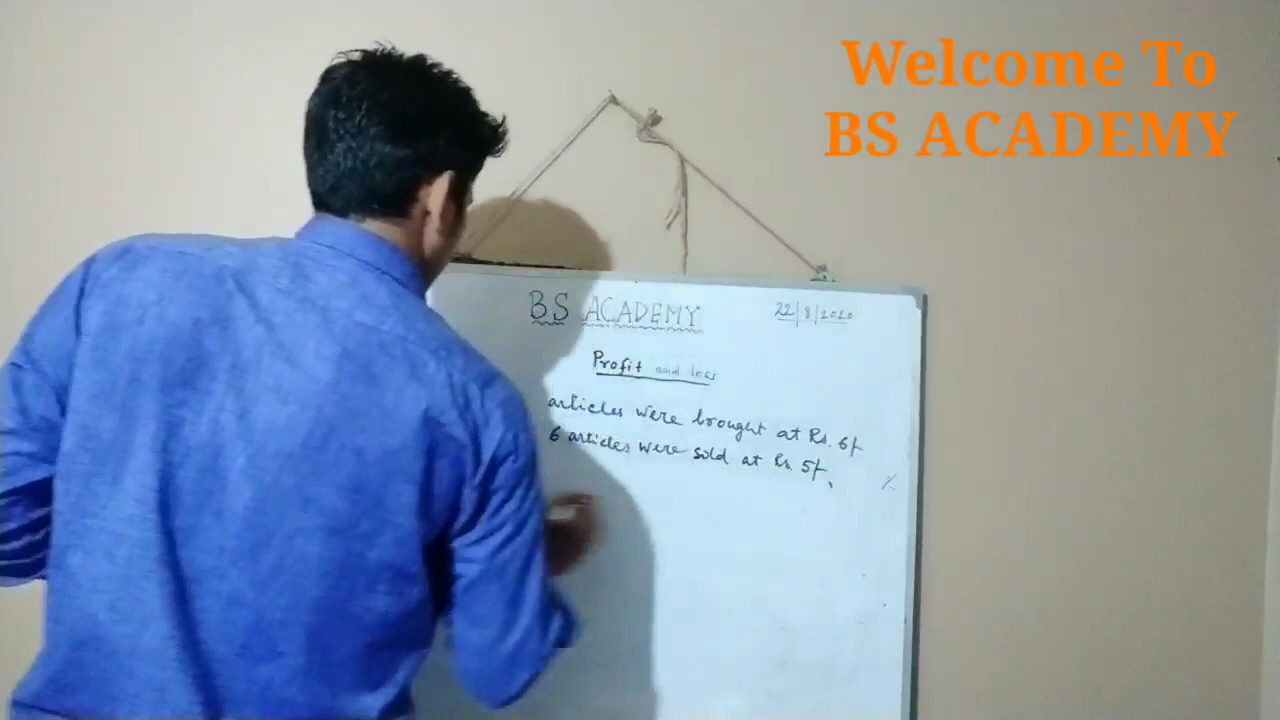 Welcome To
BS ACADEMY
BS ACADEMY
22/8/2020
Profit and loss
articles were brought at Rs. 6/-
6 articles were sold at Rs 5/-